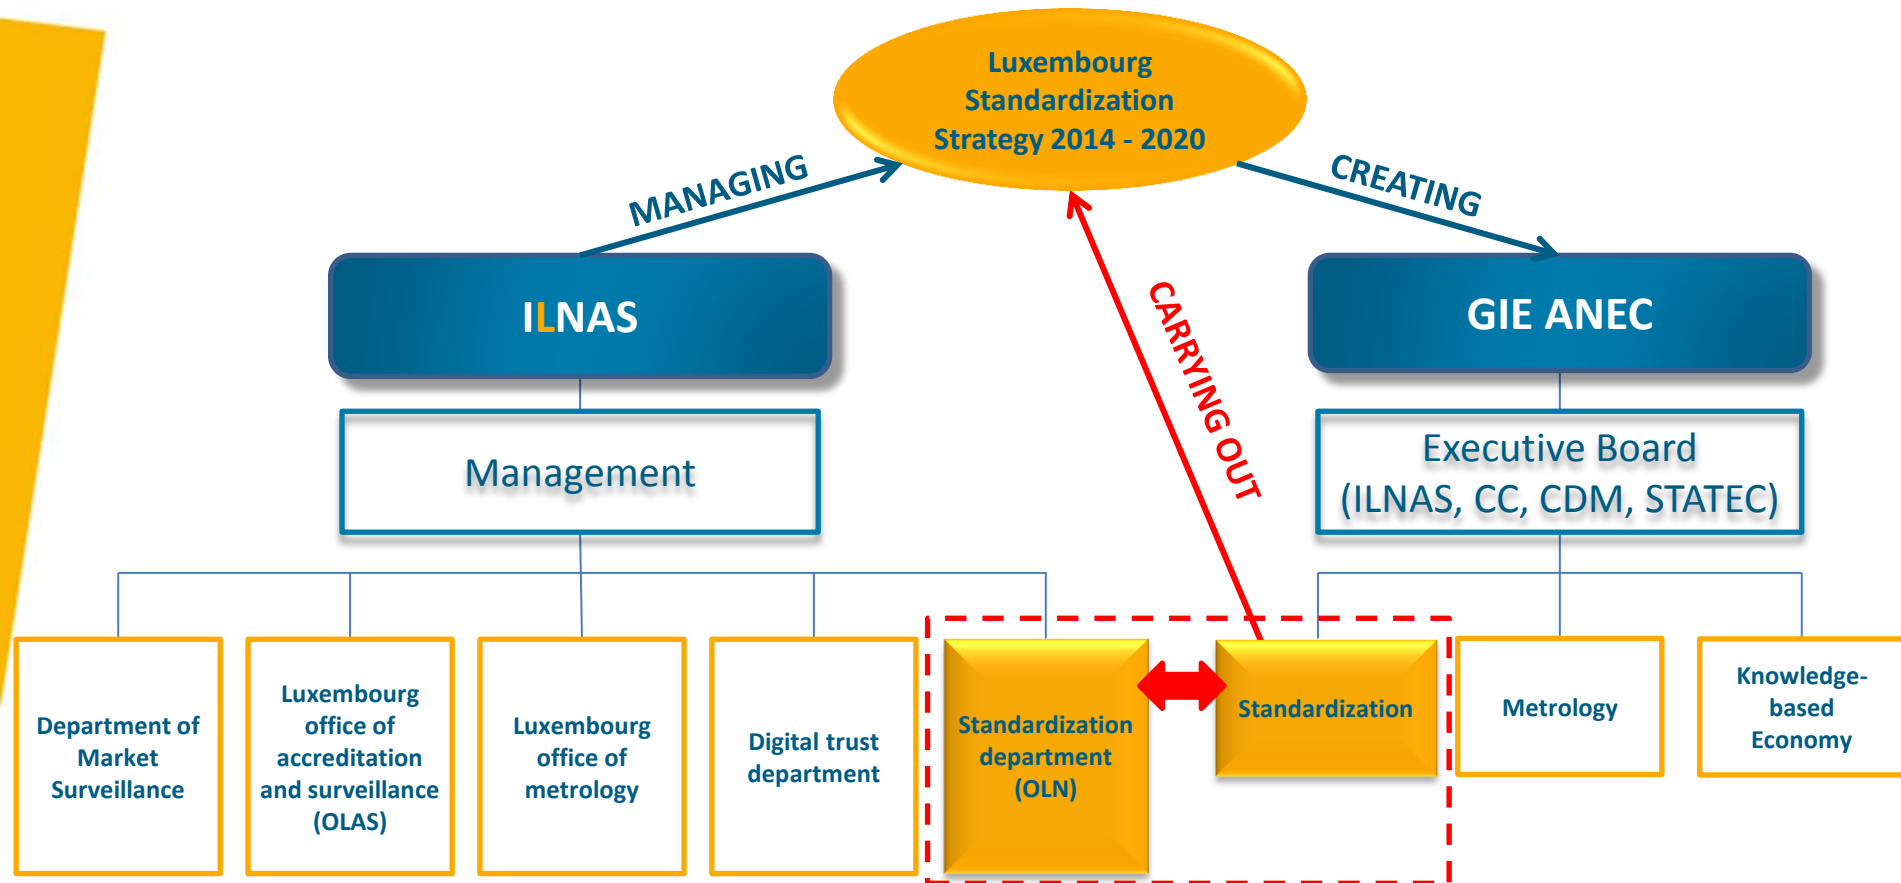 Luxembourg
Standardization
Strategy 2014 - 2020
MANAGING
CREATING
ILNAS
GIE ANEC
CARRYING OUT
Management
Executive Board
(ILNAS, CC, CDM, STATEC)
Department of
Market
Surveillance
Luxembourg
office of
accreditation
and surveillance
(OLAS)
Luxembourg
office of
metrology
Digital trust
department
Standardization
department
(OLN)
Standardization
Metrology
Knowledge-
based
Economy